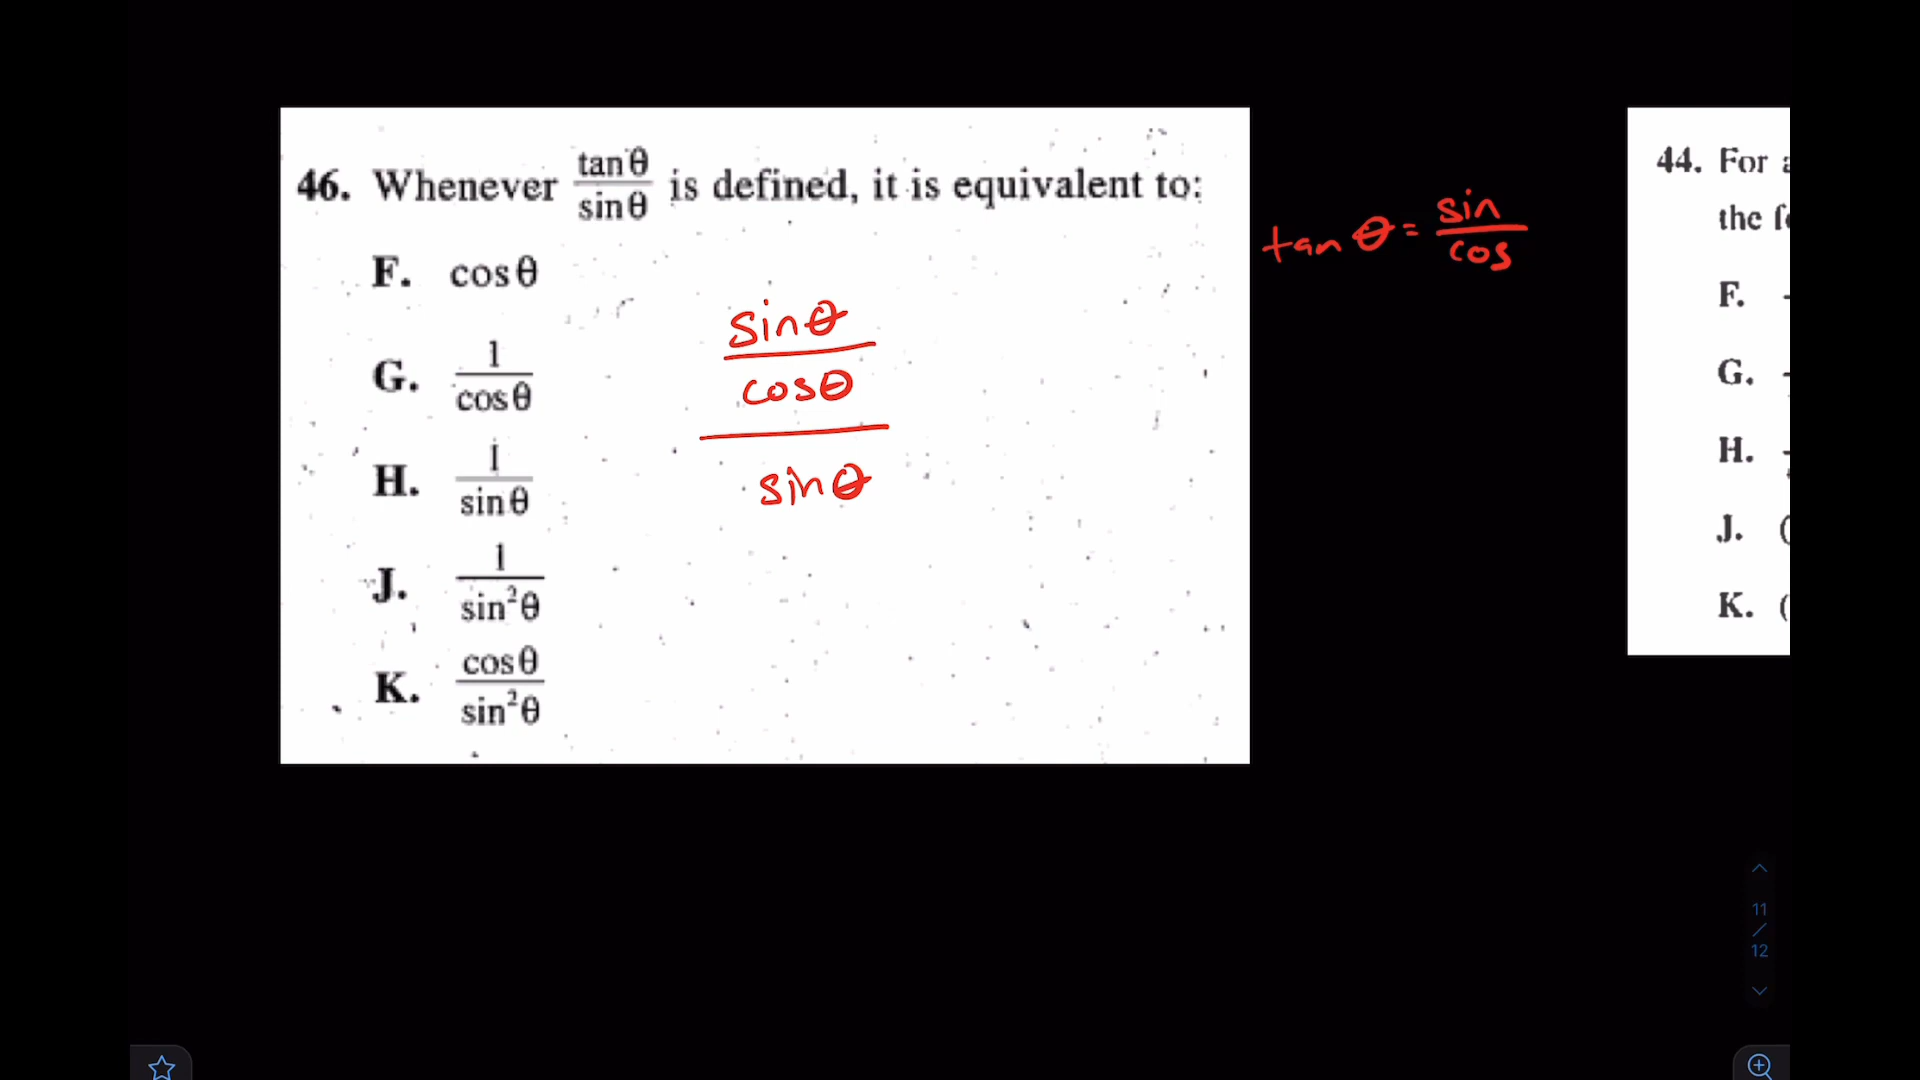 46. Whenever tanθ/sinθ is defined, it is equivalent to:
F. cosθ
G. 1/cosθ
H. 1/sinθ
J. 1/sin²θ
K. cosθ/sin²θ
sinθ
cosθ
sinθ
tan θ = sin/cos
44. For
the
F.
G.
H.
J. (
K. (
11
/
12